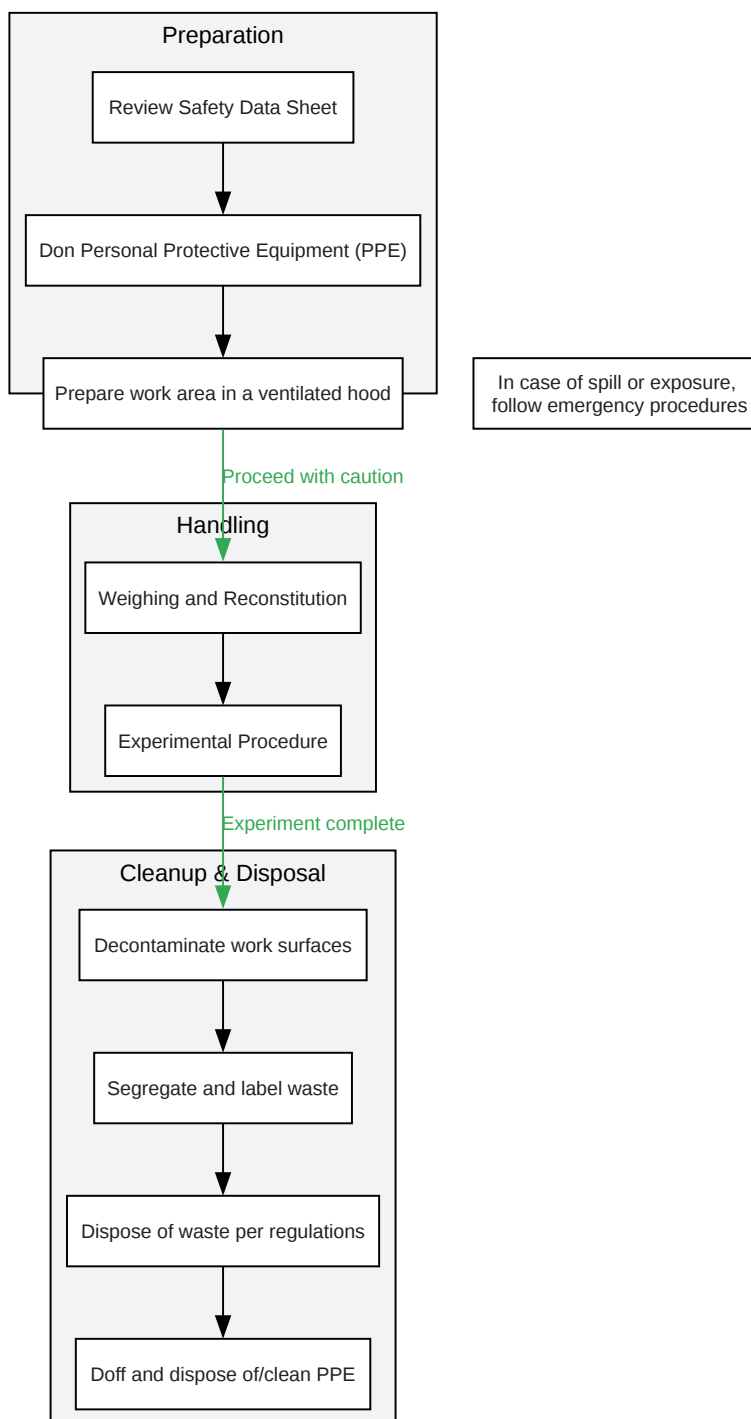 Preparation
Review Safety Data Sheet
Don Personal Protective Equipment (PPE)
Prepare work area in a ventilated hood
In case of spill or exposure,
follow emergency procedures
Proceed with caution
Handling
Weighing and Reconstitution
Experimental Procedure
Experiment complete
Cleanup & Disposal
Decontaminate work surfaces
Segregate and label waste
Dispose of waste per regulations
Doff and dispose of/clean PPE